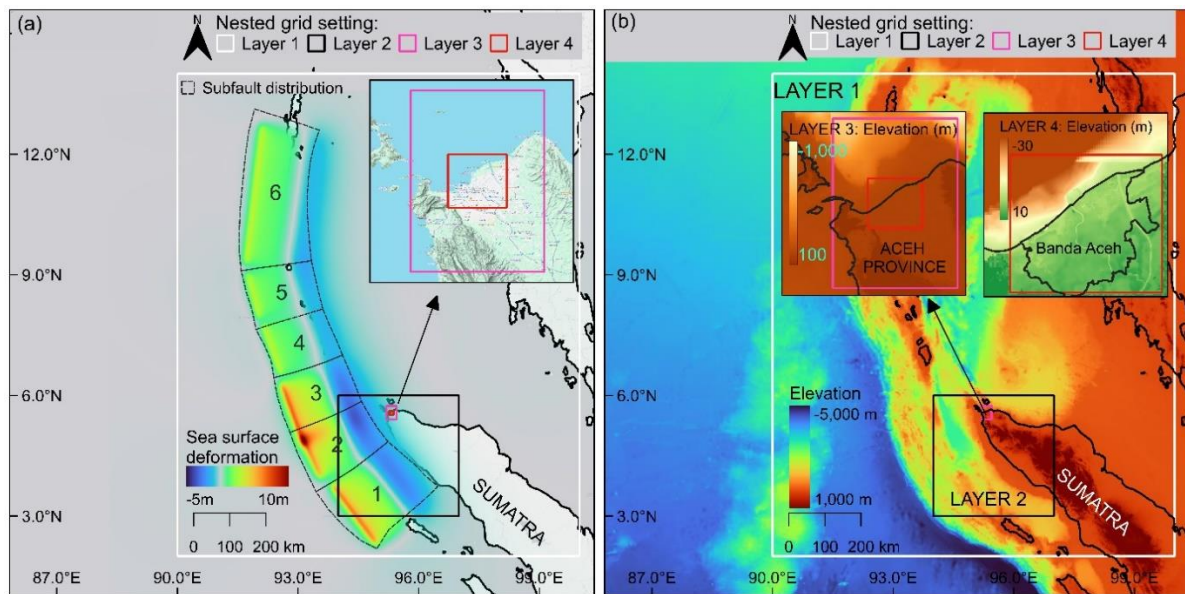 (a)
Nested grid setting:
N
Layer 1 Layer 2 Layer 3 Layer 4
Subfault distribution
12.0°N
9.0°N
6.0°N
3.0°N
6
5
4
3
2
1
Sea surface
deformation
-5m 10m
0 100 200 km
SUMATRA
87.0°E 90.0°E 93.0°E 96.0°E 99.0°E
(b)
Nested grid setting:
N
Layer 1 Layer 2 Layer 3 Layer 4
LAYER 1
LAYER 3: Elevation (m)
-1,000
100
ACEH
PROVINCE
LAYER 4: Elevation (m)
-30
10
Banda Aceh
12.0°N
9.0°N
6.0°N
3.0°N
Elevation
-5,000 m
1,000 m
LAYER 2
SUMATRA
0 100 200 km
90.0°E 93.0°E 96.0°E 99.0°E